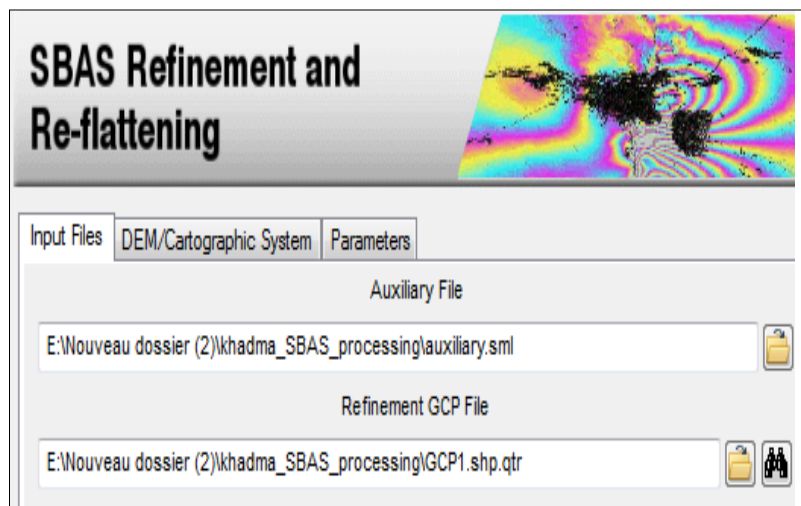 SBAS Refinement and
Re-flattening
Input Files DEM/Cartographic System Parameters
Auxiliary File
E:\Nouveau dossier (2)\khadma_SBAS_processing\auxiliary.sml
Refinement GCP File
E:\Nouveau dossier (2)\khadma_SBAS_processing\GCP1.shp.qtr